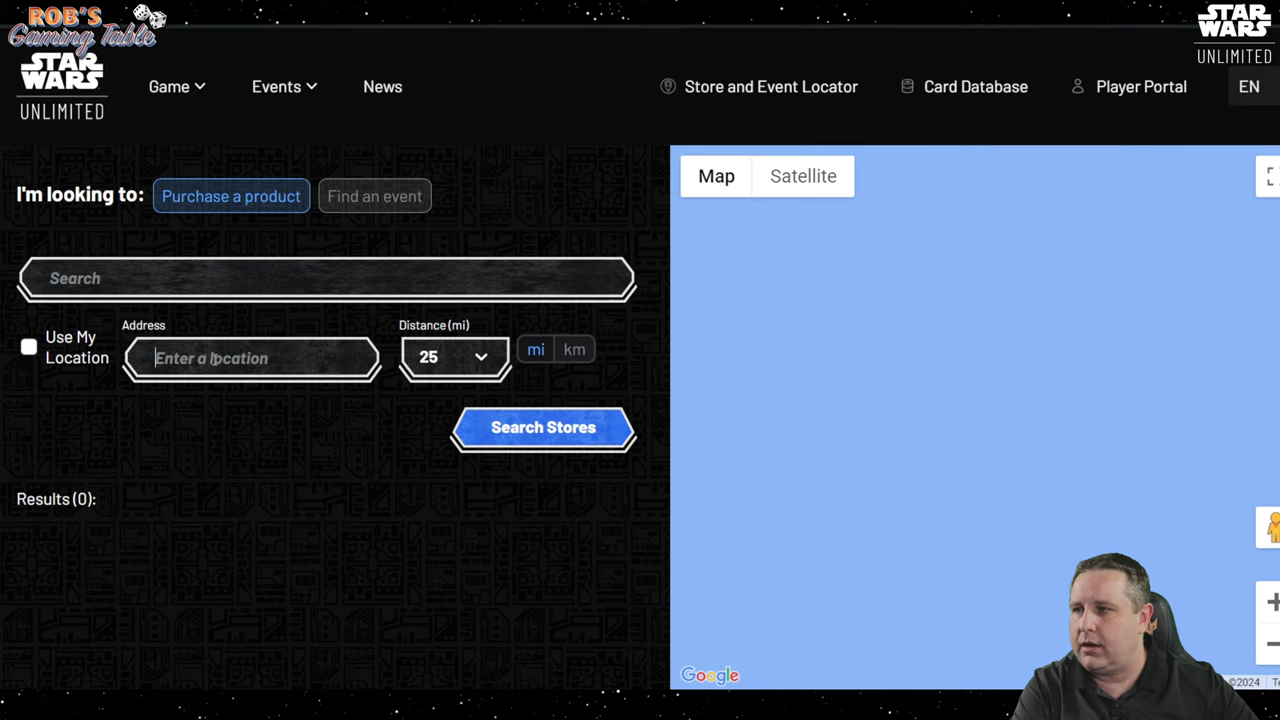 ROB'S
Gaming Table
STAR
WARS
UNLIMITED
STAR
WARS
UNLIMITED
Game
Events
News
Store and Event Locator
Card Database
Player Portal
EN
I'm looking to:
Purchase a product
Find an event
Map
Satellite
Search
Use My
Location
Address
Enter a location
Distance (mi)
25
mi
km
Search Stores
Results (0):
Google
©2024